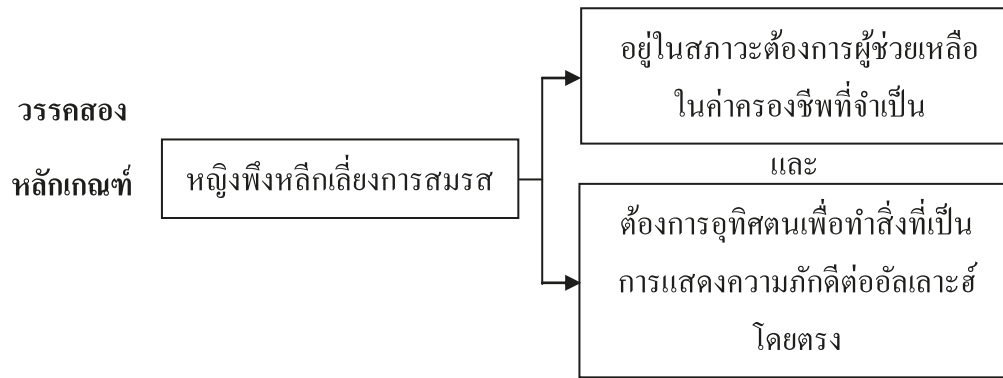 วรรคสอง
หลักเกณฑ์
หญิงพึงหลีกเลี่ยงการสมรส
อยู่ในสภาวะต้องการผู้ช่วยเหลือ
ในค่าครองชีพที่จำเป็น
และ
ต้องการอุทิศตนเพื่อทำสิ่งที่เป็น
การแสดงความภักดีต่ออัลเลาะฮ์
โดยตรง